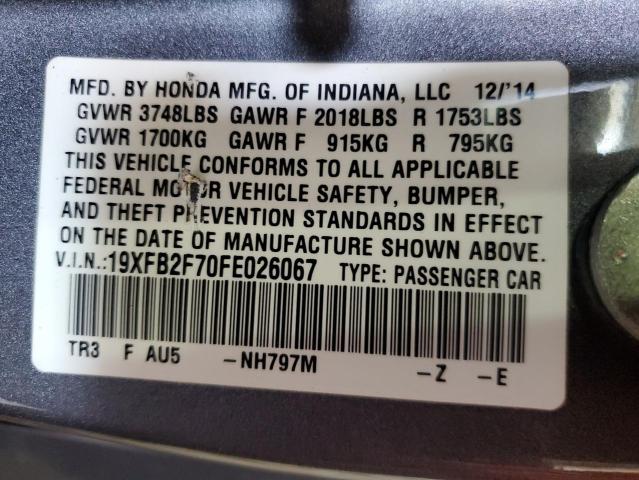 MFD. BY HONDA MFG. OF INDIANA, LLC 12/'14
GVWR 3748LBS GAWR F 2018LBS R 1753LBS
GVWR 1700KG GAWR F 915KG R 795KG
THIS VEHICLE CONFORMS TO ALL APPLICABLE
FEDERAL MOTOR VEHICLE SAFETY, BUMPER,
AND THEFT PREVENTION STANDARDS IN EFFECT
ON THE DATE OF MANUFACTURE SHOWN ABOVE.
V.I.N.:19XFB2F70FE026067 TYPE: PASSENGER CAR
TR3 F AU5 -NH797M -Z -E